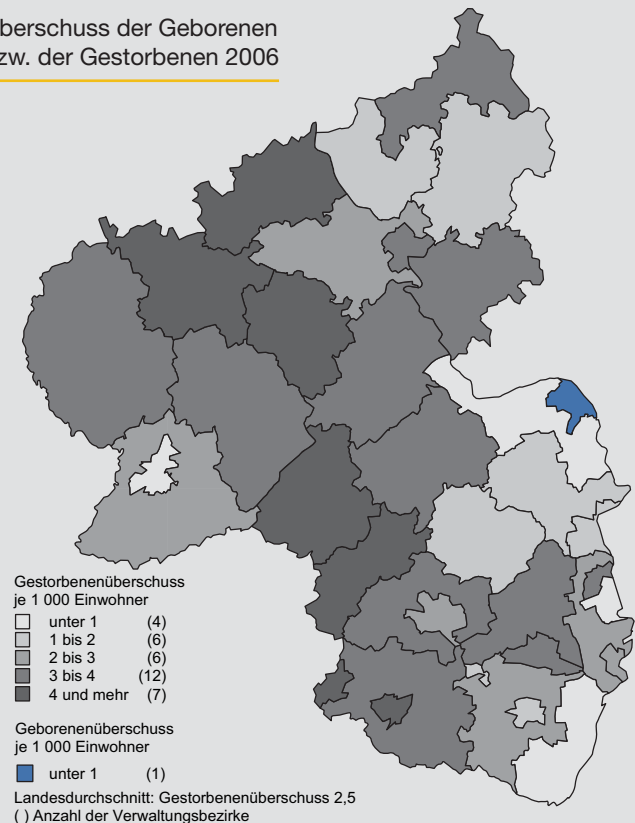 berschuss der Geborenen
zw. der Gestorbenen 2006
Gestorbenenüberschuss
je 1 000 Einwohner
unter 1 (4)
1 bis 2 (6)
2 bis 3 (6)
3 bis 4 (12)
4 und mehr (7)
Geborenenüberschuss
je 1 000 Einwohner
unter 1 (1)
Landesdurchschnitt: Gestorbenenüberschuss 2,5
( ) Anzahl der Verwaltungsbezirke